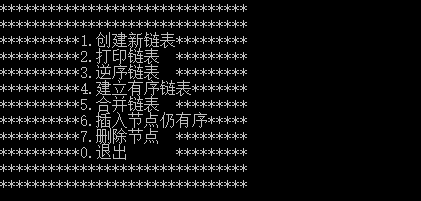 *******************************
*******************************
**********1.创建新链表*********
**********2.打印链表  *********
**********3.逆序链表  *********
**********4.建立有序链表*******
**********5.合并链表  *********
**********6.插入节点仍有序*****
**********7.删除节点  *********
**********0.退出      *********
*******************************
*******************************